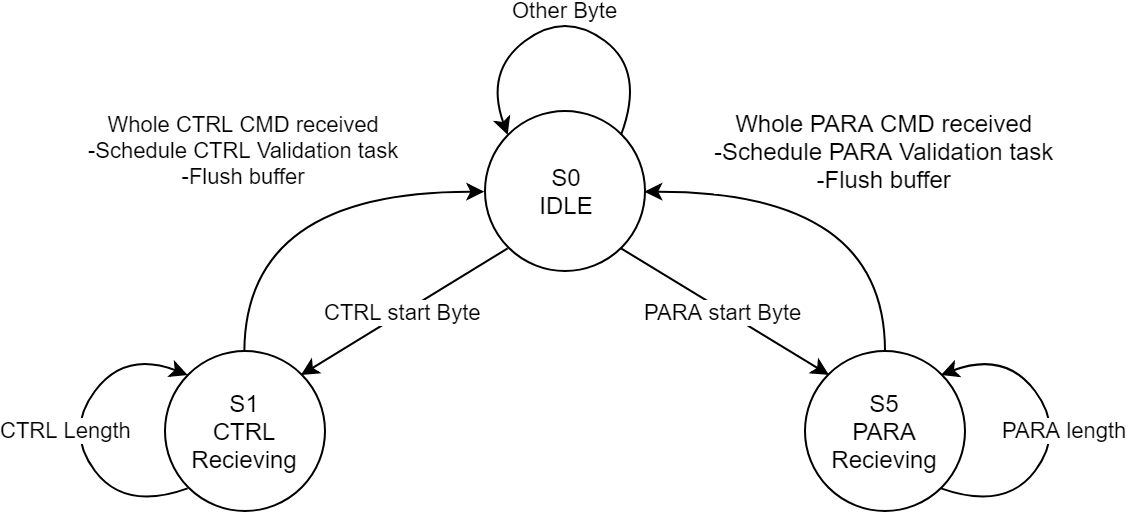 Other Byte
Whole CTRL CMD received
-Schedule CTRL Validation task
-Flush buffer
Whole PARA CMD received
-Schedule PARA Validation task
-Flush buffer
S0
IDLE
CTRL start Byte
PARA start Byte
CTRL Length
S1
CTRL
Recieving
S5
PARA
Recieving
PARA length